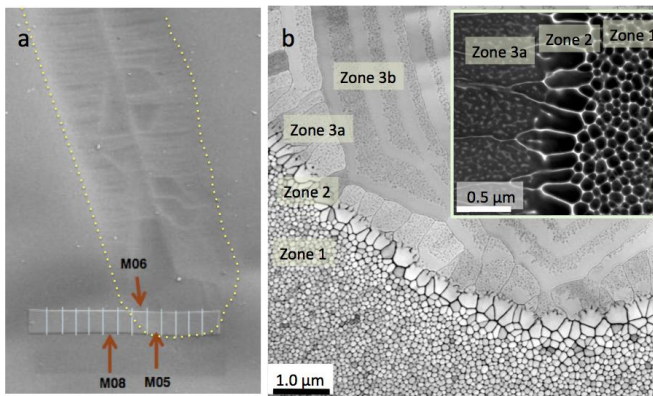 a
M06
M08
M05
b
Zone 3b
Zone 3a
Zone 2
Zone 1
1.0 μm
Zone 3a
Zone 2
Zone 1
0.5 μm